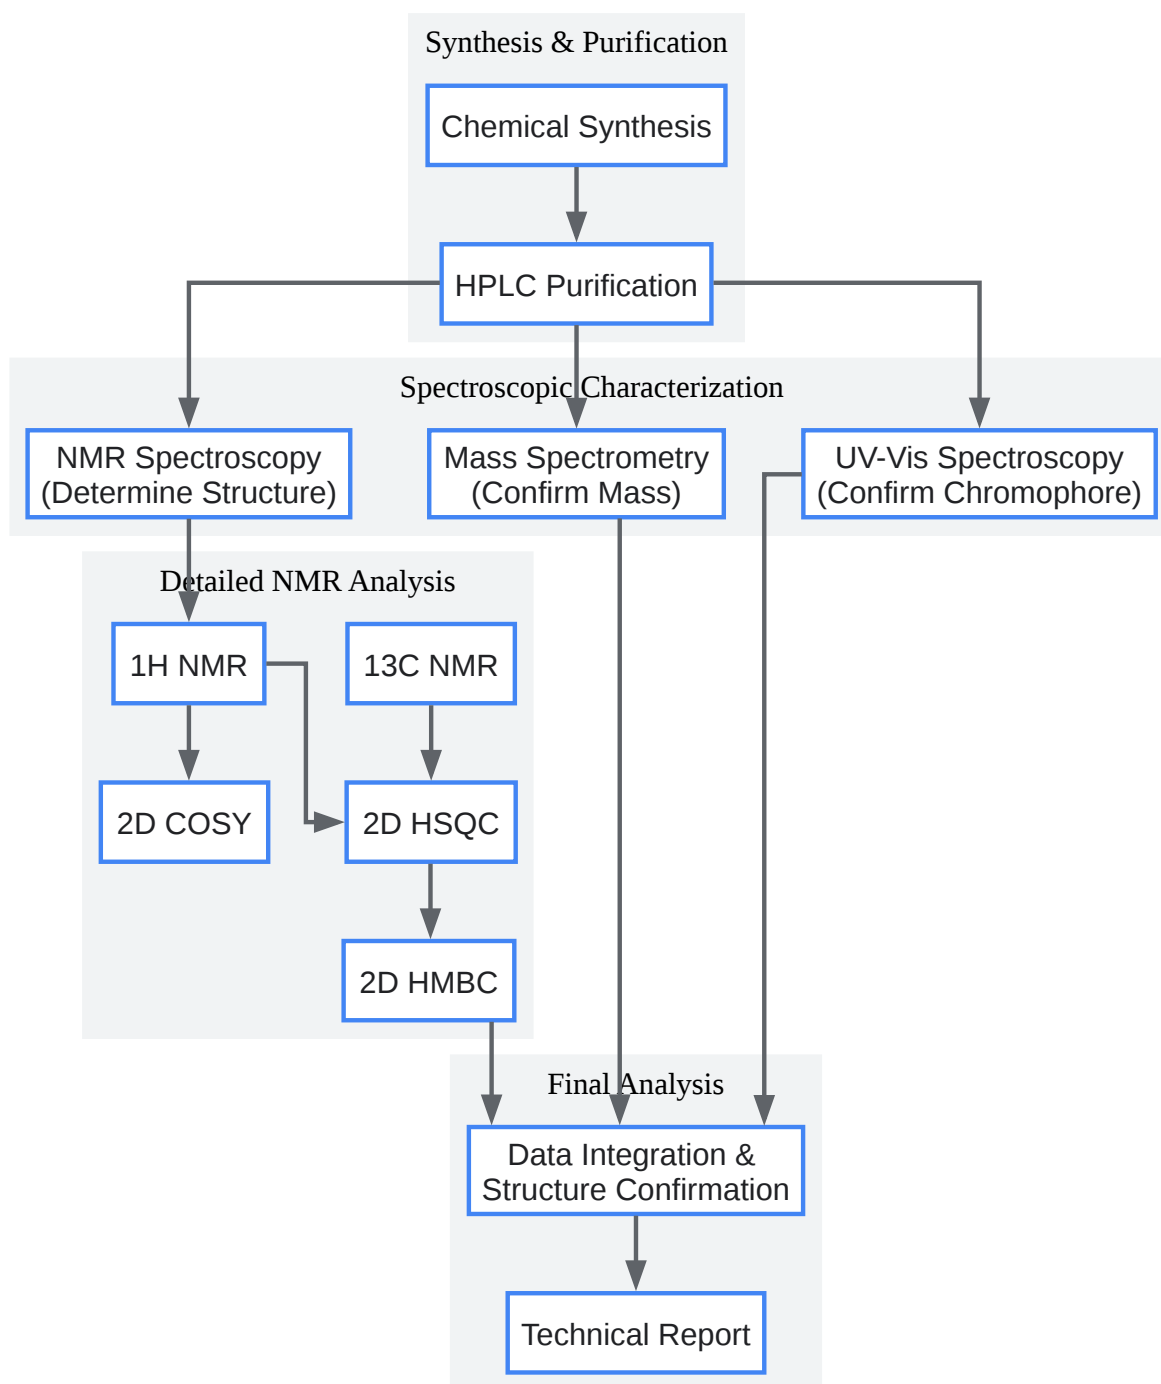 Synthesis & Purification
Chemical Synthesis
HPLC Purification
Spectroscopic Characterization
NMR Spectroscopy
(Determine Structure)
Mass Spectrometry
(Confirm Mass)
UV-Vis Spectroscopy
(Confirm Chromophore)
Detailed NMR Analysis
1H NMR
13C NMR
2D COSY
2D HSQC
2D HMBC
Final Analysis
Data Integration &
Structure Confirmation
Technical Report